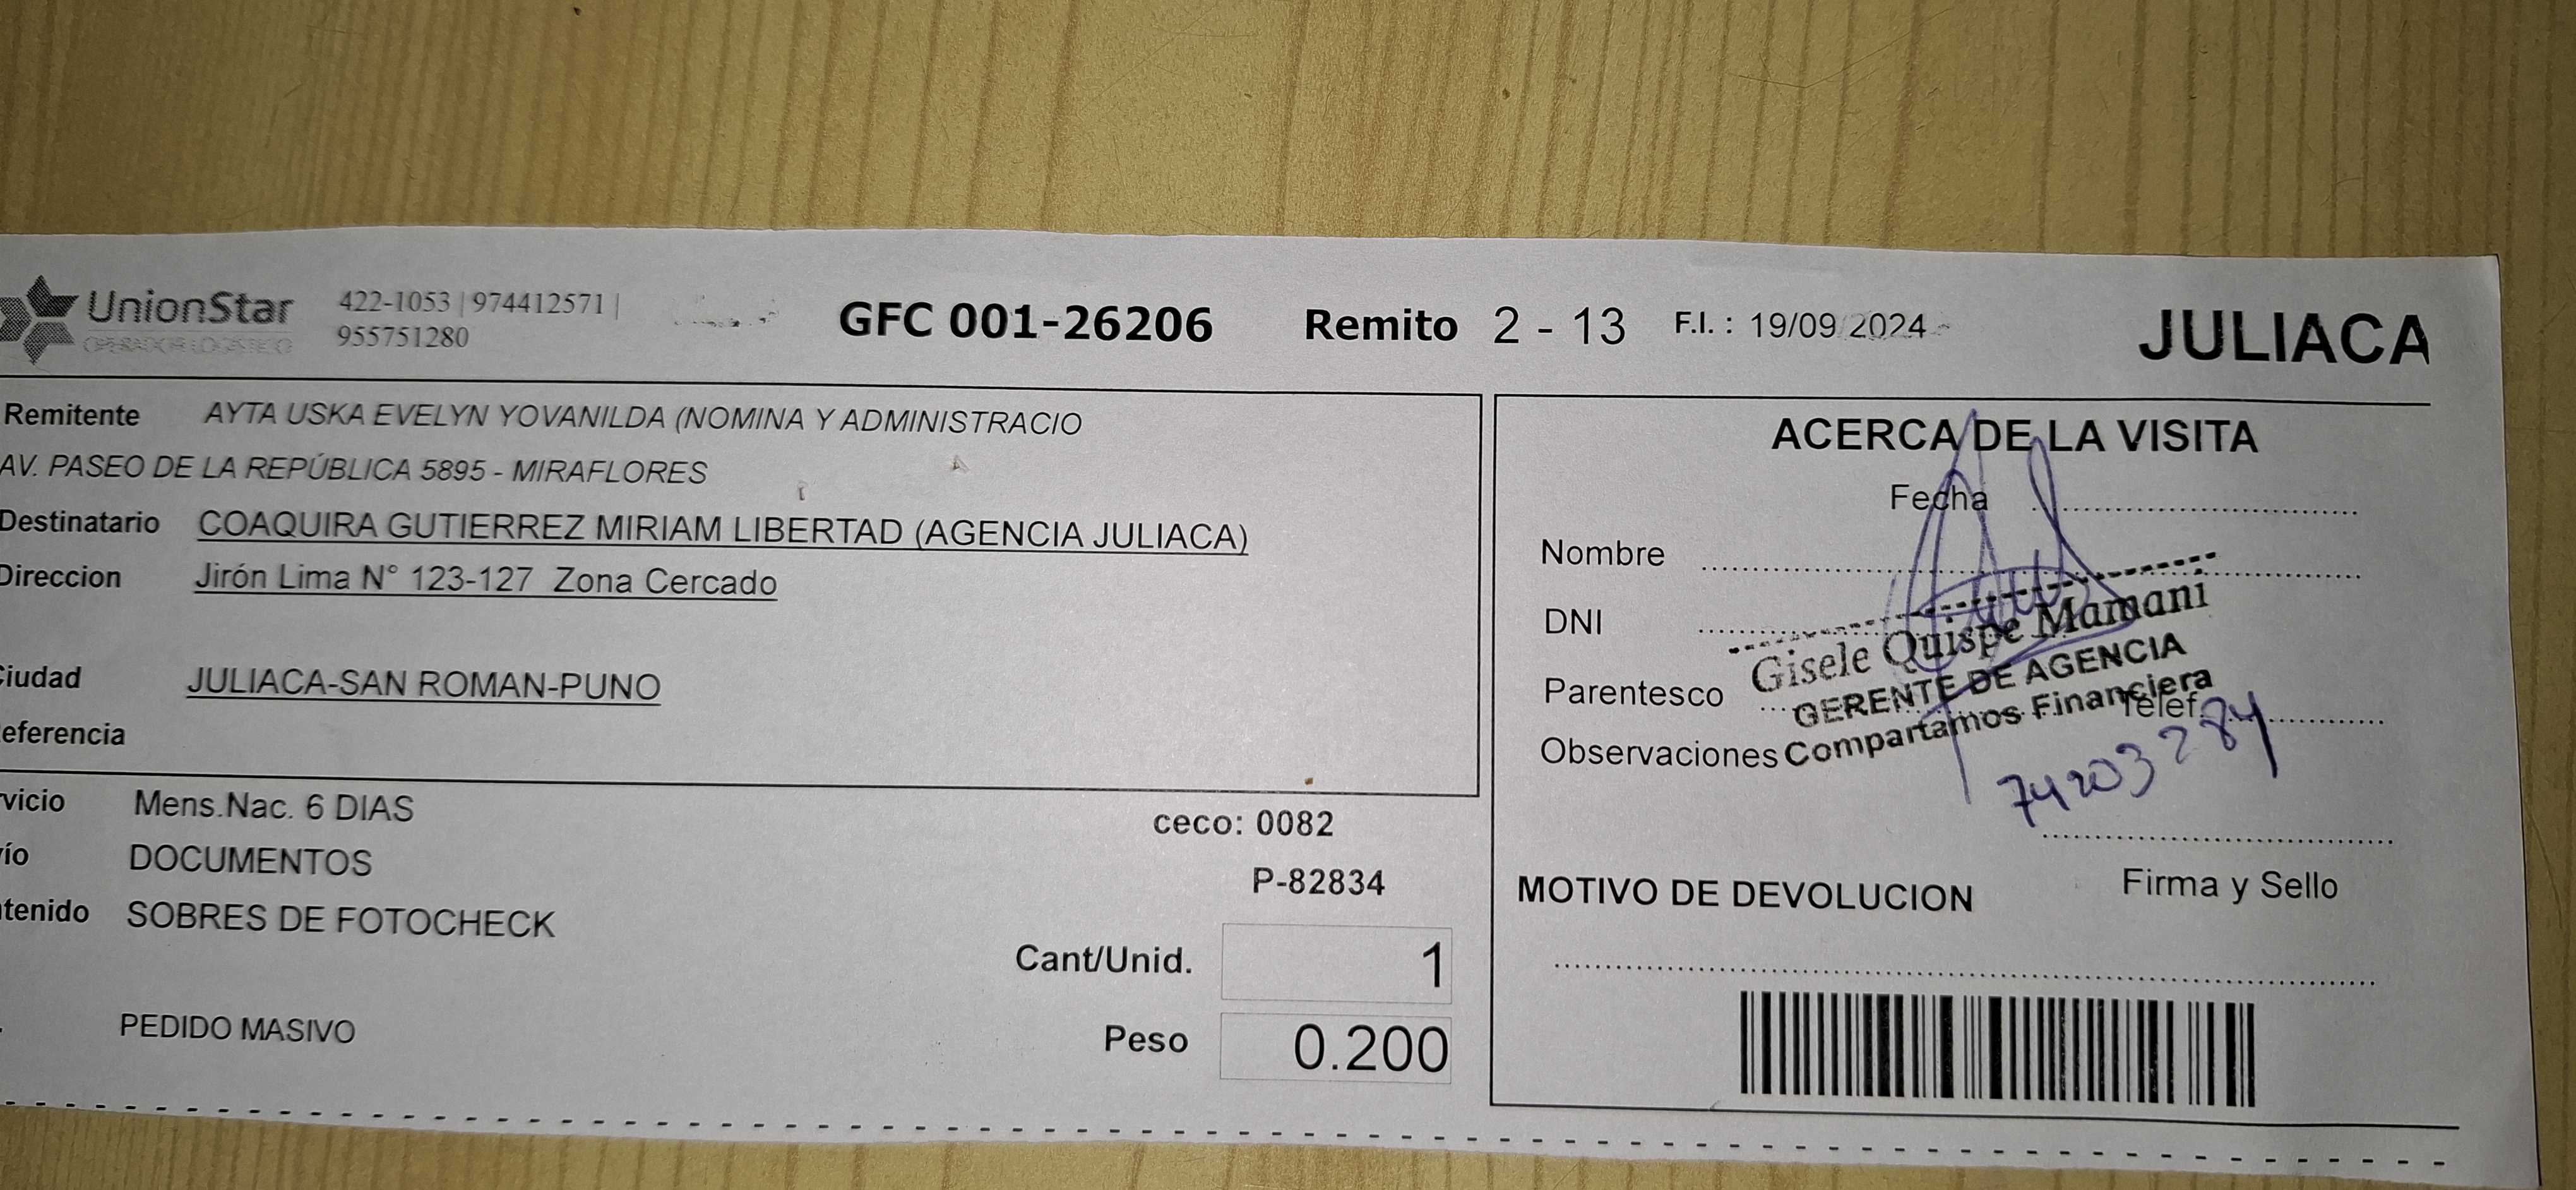 UnionStar
OPERADOR LOGISTICO
422-1053 | 974412571 |
955751280
GFC 001-26206
Remito 2 - 13
F.I. : 19/09/2024
JULIACA
Remitente AYTA USKA EVELYN YOVANILDA (NOMINA Y ADMINISTRACIO
AV. PASEO DE LA REPÚBLICA 5895 - MIRAFLORES
Destinatario COAQUIRA GUTIERREZ MIRIAM LIBERTAD (AGENCIA JULIACA)
Direccion Jirón Lima N° 123-127 Zona Cercado
Ciudad JULIACA-SAN ROMAN-PUNO
eferencia
rvicio Mens.Nac. 6 DIAS
ío DOCUMENTOS
tenido SOBRES DE FOTOCHECK
PEDIDO MASIVO
ceco: 0082
P-82834
Cant/Unid. 1
Peso 0.200
ACERCA DE LA VISITA
Fecha
Nombre
DNI
Parentesco
Telef.
Observaciones
Gisele Quispe Mamani
GERENTE DE AGENCIA
Compartamos Financiera
74203284
Firma y Sello
MOTIVO DE DEVOLUCION